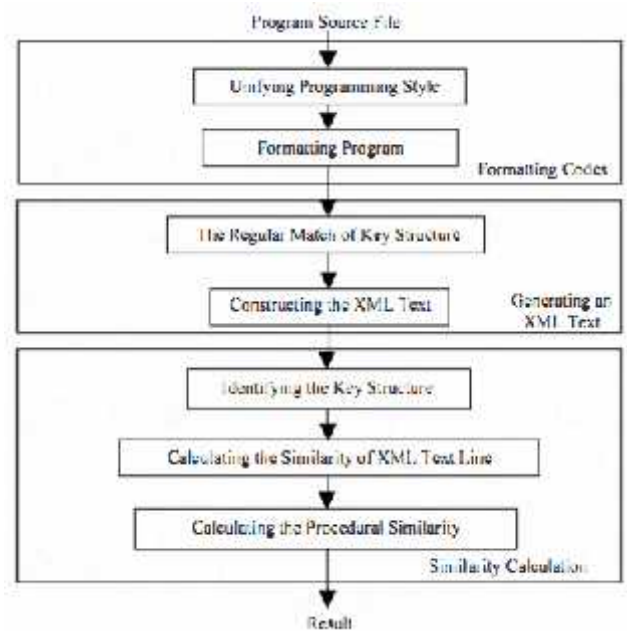 Program Source File
Unifying Programming Style
Formatting Program
Formatting Codes
The Regular Match of Key Structure
Constructing the XML Text
Generating an
XML Text
Identifying the Key Structure
Calculating the Similarity of XML Text Line
Calculating the Procedural Similarity
Similarity Calculation
Result